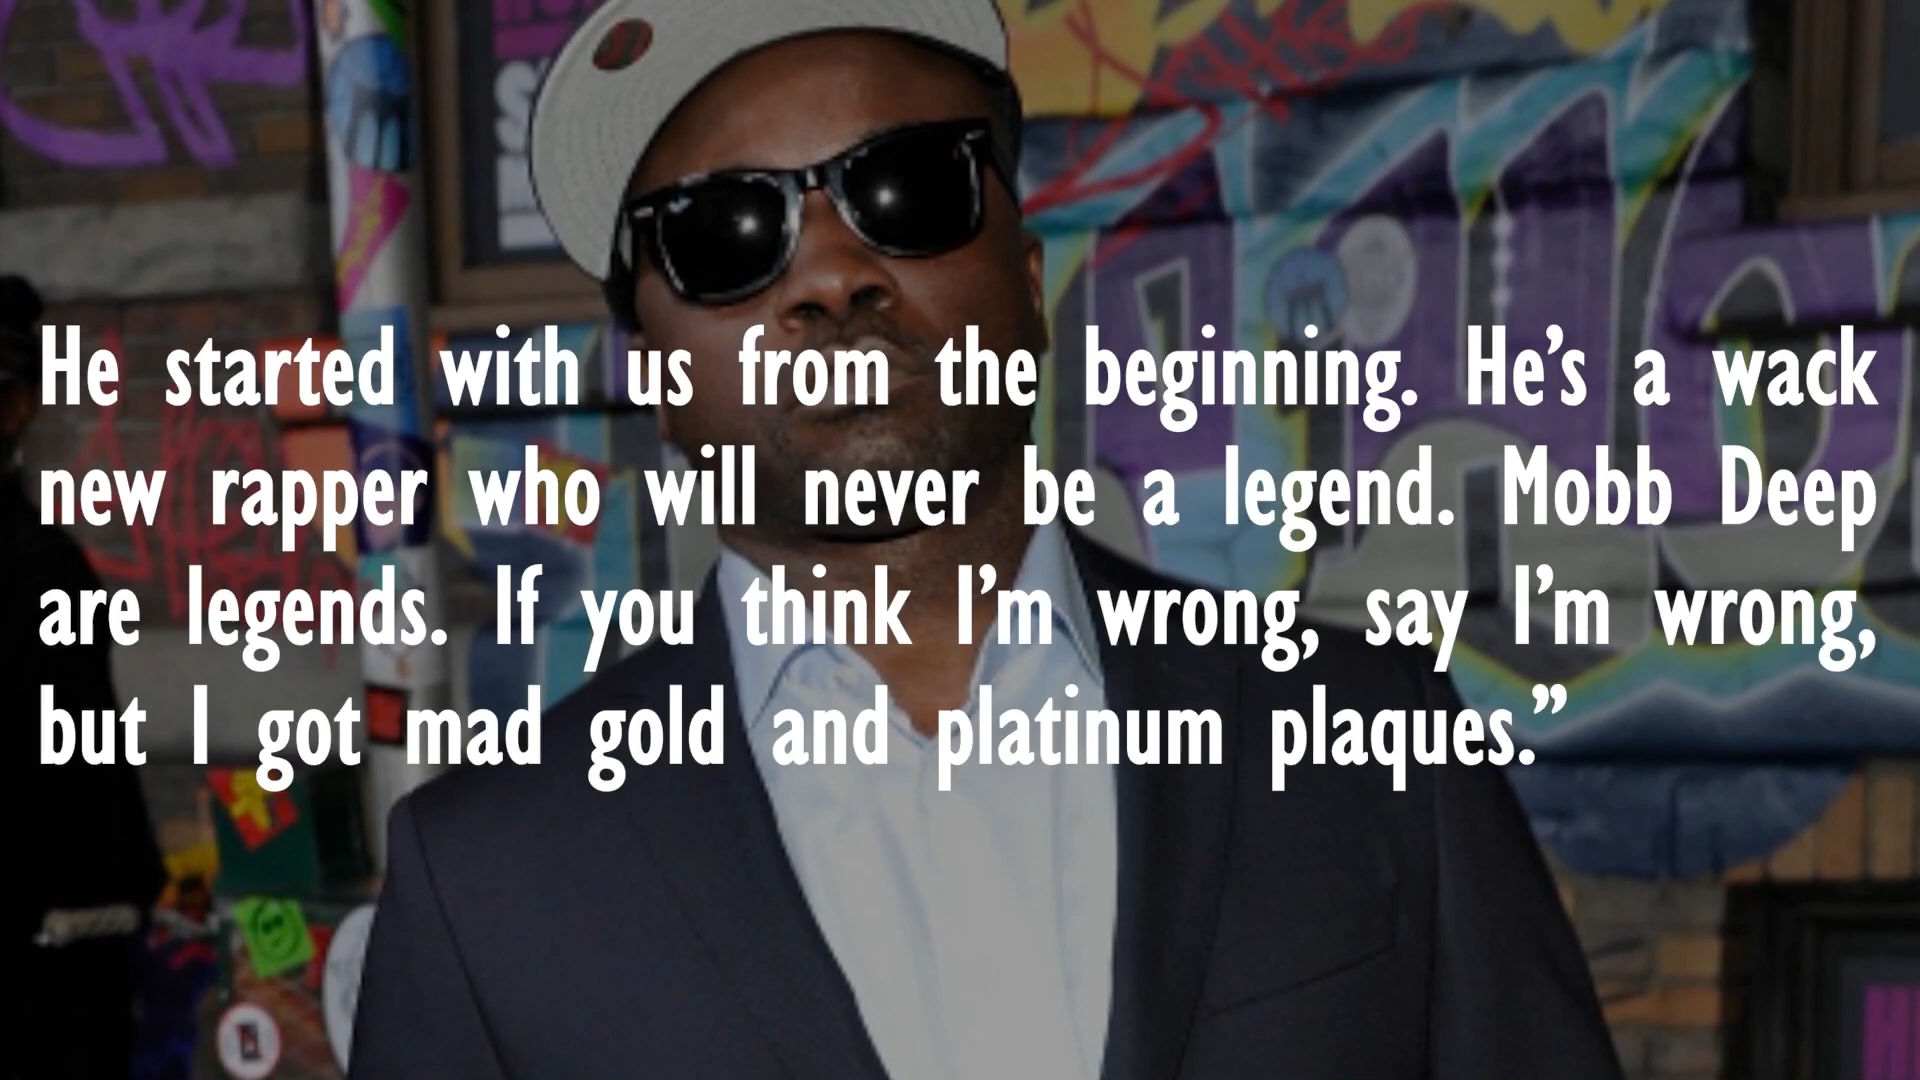 He started with us from the beginning. He’s a wack
new rapper who will never be a legend. Mobb Deep
are legends. If you think I’m wrong, say I’m wrong,
but I got mad gold and platinum plaques.”